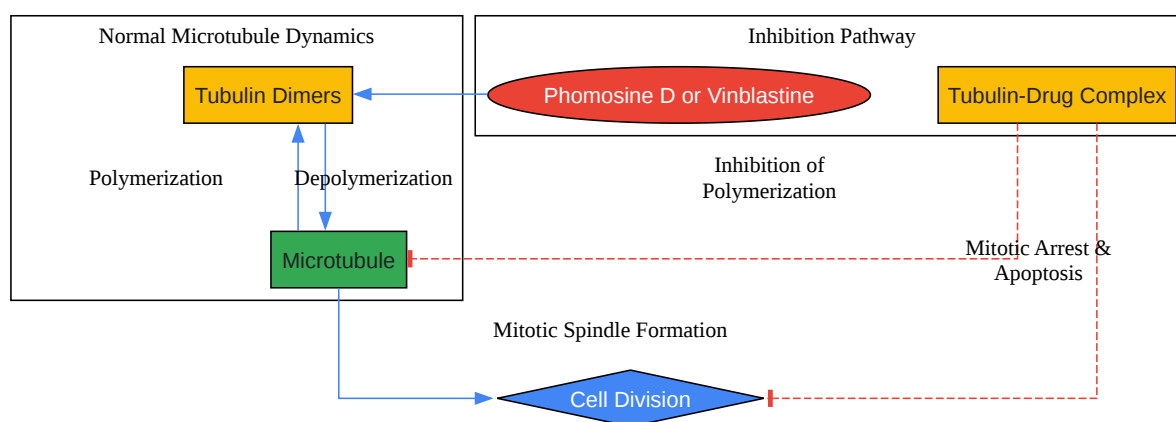 Normal Microtubule Dynamics
Inhibition Pathway
Tubulin Dimers
Phomosine D or Vinblastine
Tubulin-Drug Complex
Polymerization
Depolymerization
Inhibition of
Polymerization
Microtubule
Mitotic Arrest &
Apoptosis
Mitotic Spindle Formation
Cell Division